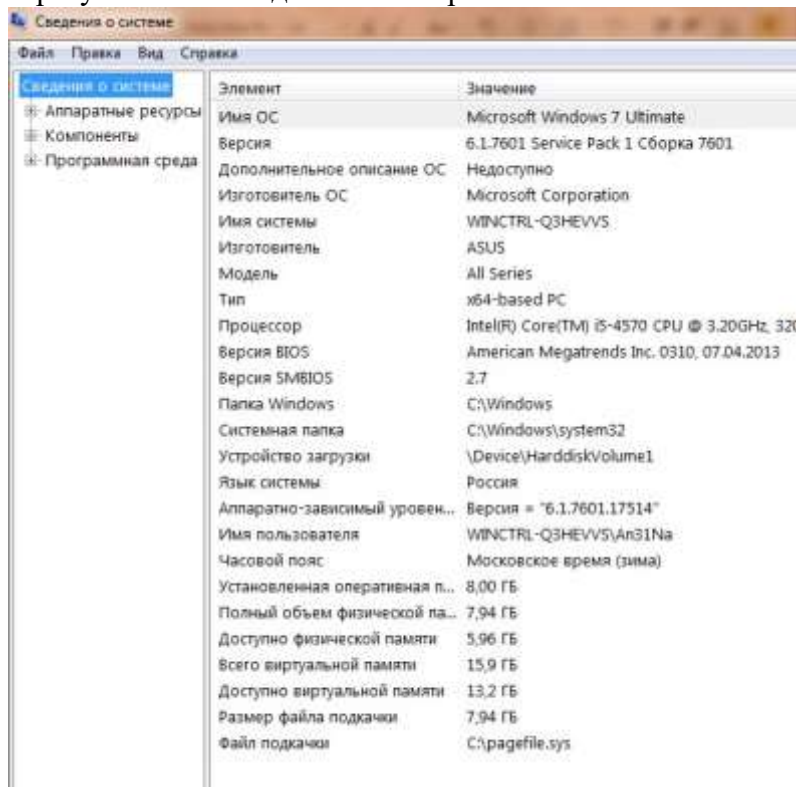 Сведения о системе
Файл Правка Вид Справка
Сведения о системе
Аппаратные ресурсы
Компоненты
Программная среда
Элемент Значение
Имя ОС Microsoft Windows 7 Ultimate
Версия 6.1.7601 Service Pack 1 Сборка 7601
Дополнительное описание ОС Недоступно
Изготовитель ОС Microsoft Corporation
Имя системы WINCTRL-Q3HEVVS
Изготовитель ASUS
Модель All Series
Тип x64-based PC
Процессор Intel(R) Core(TM) i5-4570 CPU @ 3.20GHz, 320
Версия BIOS American Megatrends Inc. 0310, 07.04.2013
Версия SMBIOS 2.7
Папка Windows C:\Windows
Системная папка C:\Windows\system32
Устройство загрузки \Device\HarddiskVolume1
Язык системы Россия
Аппаратно-зависимый уровен... Версия = "6.1.7601.17514"
Имя пользователя WINCTRL-Q3HEVVS\An31Na
Часовой пояс Московское время (зима)
Установленная оперативная п... 8,00 ГБ
Полный объем физической па... 7,94 ГБ
Доступно физической памяти 5,96 ГБ
Всего виртуальной памяти 15,9 ГБ
Доступно виртуальной памяти 13,2 ГБ
Размер файла подкачки 7,94 ГБ
Файл подкачки C:\pagefile.sys